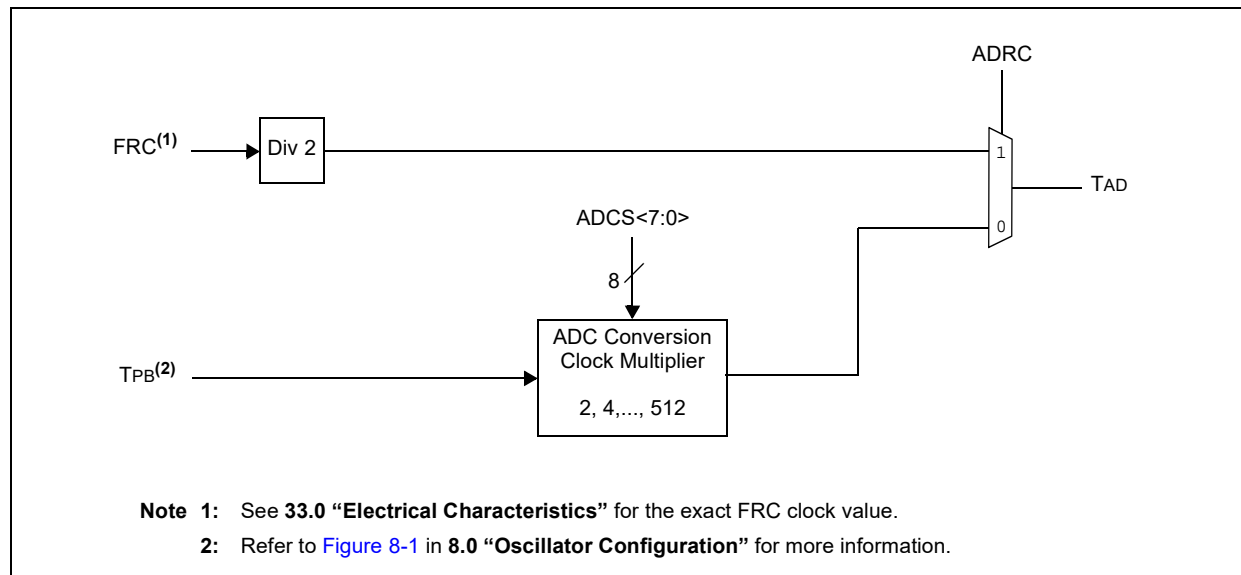 ADRC
FRC(1)
Div 2
1
TAD
ADCS<7:0>
0
8
ADC Conversion
Clock Multiplier
TPB(2)
2, 4,..., 512
Note 1: See 33.0 “Electrical Characteristics” for the exact FRC clock value.
2: Refer to Figure 8-1 in 8.0 “Oscillator Configuration” for more information.